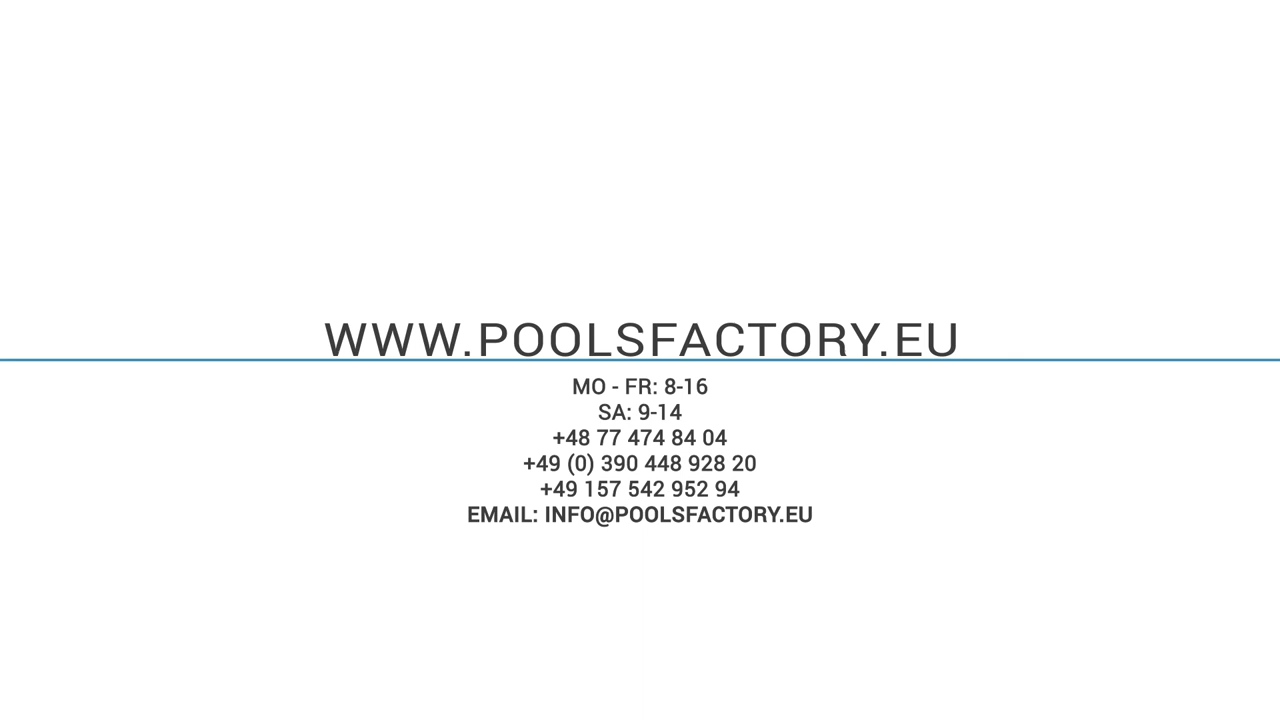 WWW.POOLSFACTORY.EU
MO - FR: 8-16
SA: 9-14
+48 77 474 84 04
+49 (0) 390 448 928 20
+49 157 542 952 94
EMAIL: INFO@POOLSFACTORY.EU